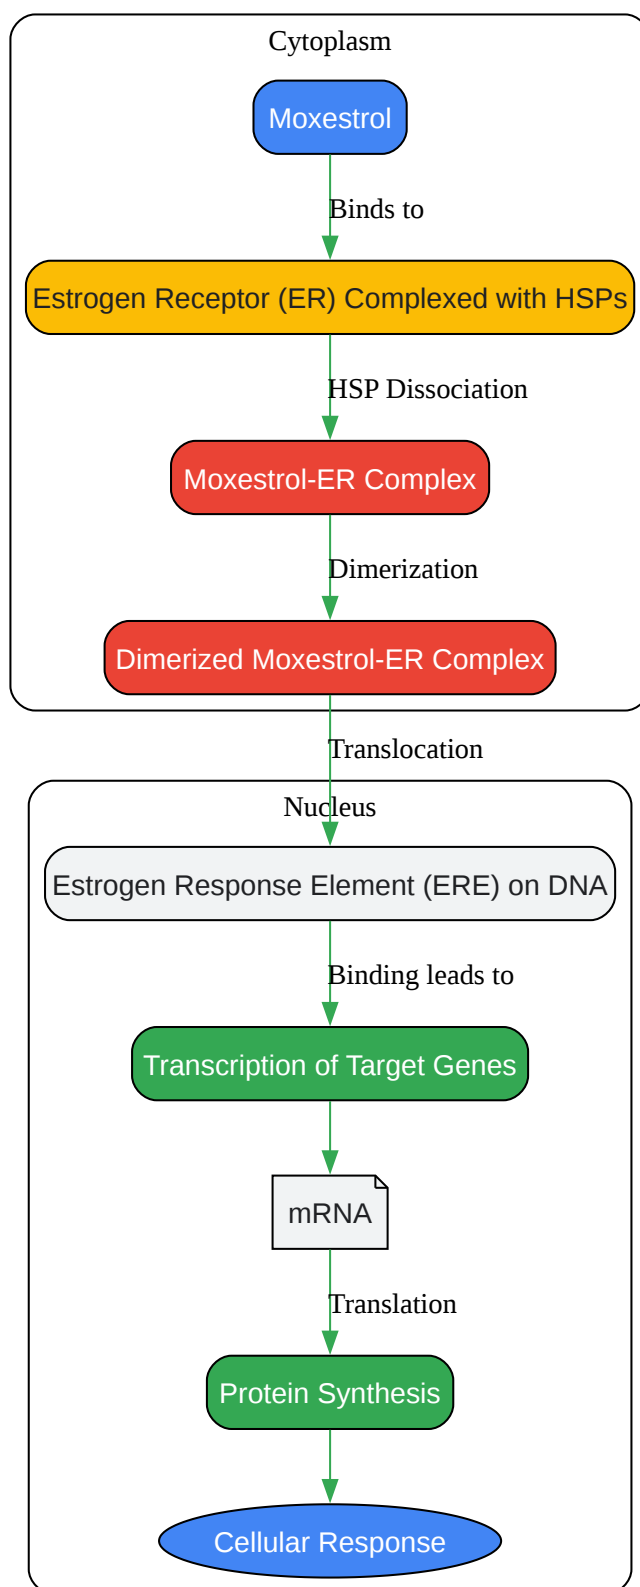 Cytoplasm
Moxestrol
Binds to
Estrogen Receptor (ER) Complexed with HSPs
HSP Dissociation
Moxestrol-ER Complex
Dimerization
Dimerized Moxestrol-ER Complex
Translocation
Nucleus
Estrogen Response Element (ERE) on DNA
Binding leads to
Transcription of Target Genes
mRNA
Translation
Protein Synthesis
Cellular Response